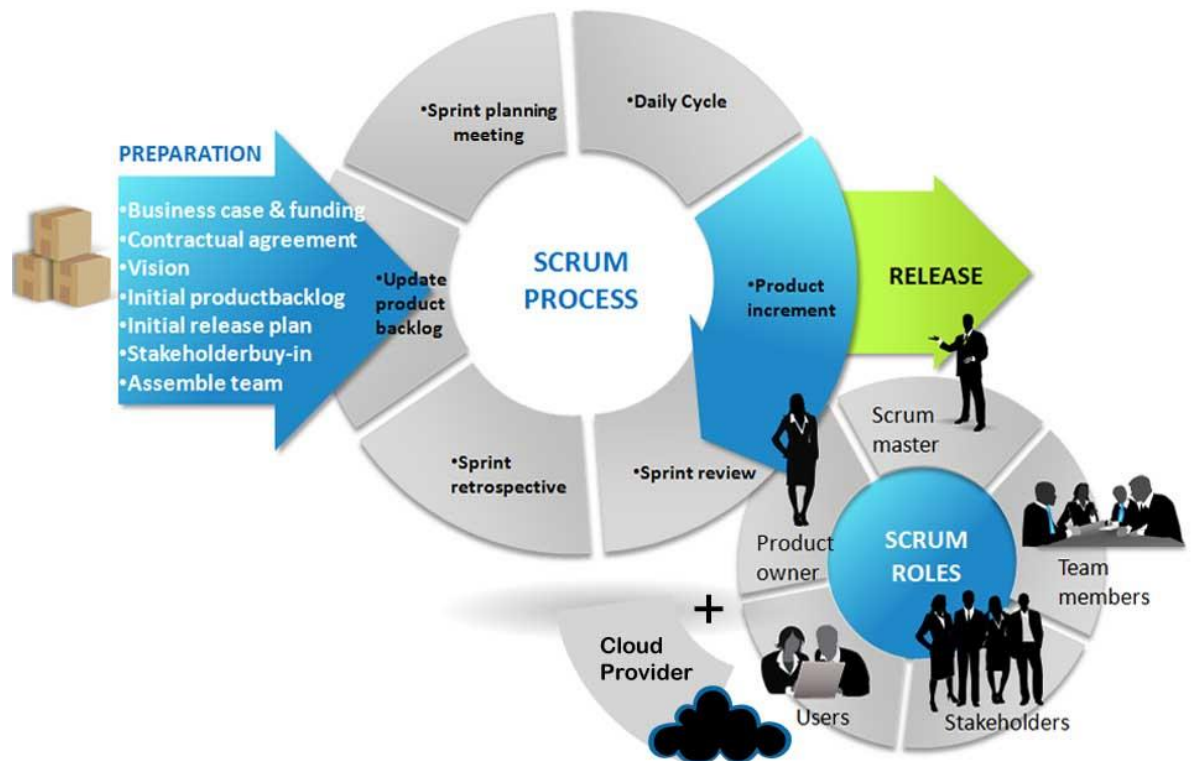 PREPARATION
•Business case & funding
•Contractual agreement
•Vision
•Initial productbacklog
•Initial release plan
•Stakeholderbuy-in
•Assemble team
•Sprint planning
meeting
•Daily Cycle
•Update
product
backlog
SCRUM
PROCESS
•Product
increment
RELEASE
•Sprint
retrospective
•Sprint review
Scrum
master
Product
owner
SCRUM
ROLES
Team
members
+
Cloud
Provider
Users
Stakeholders